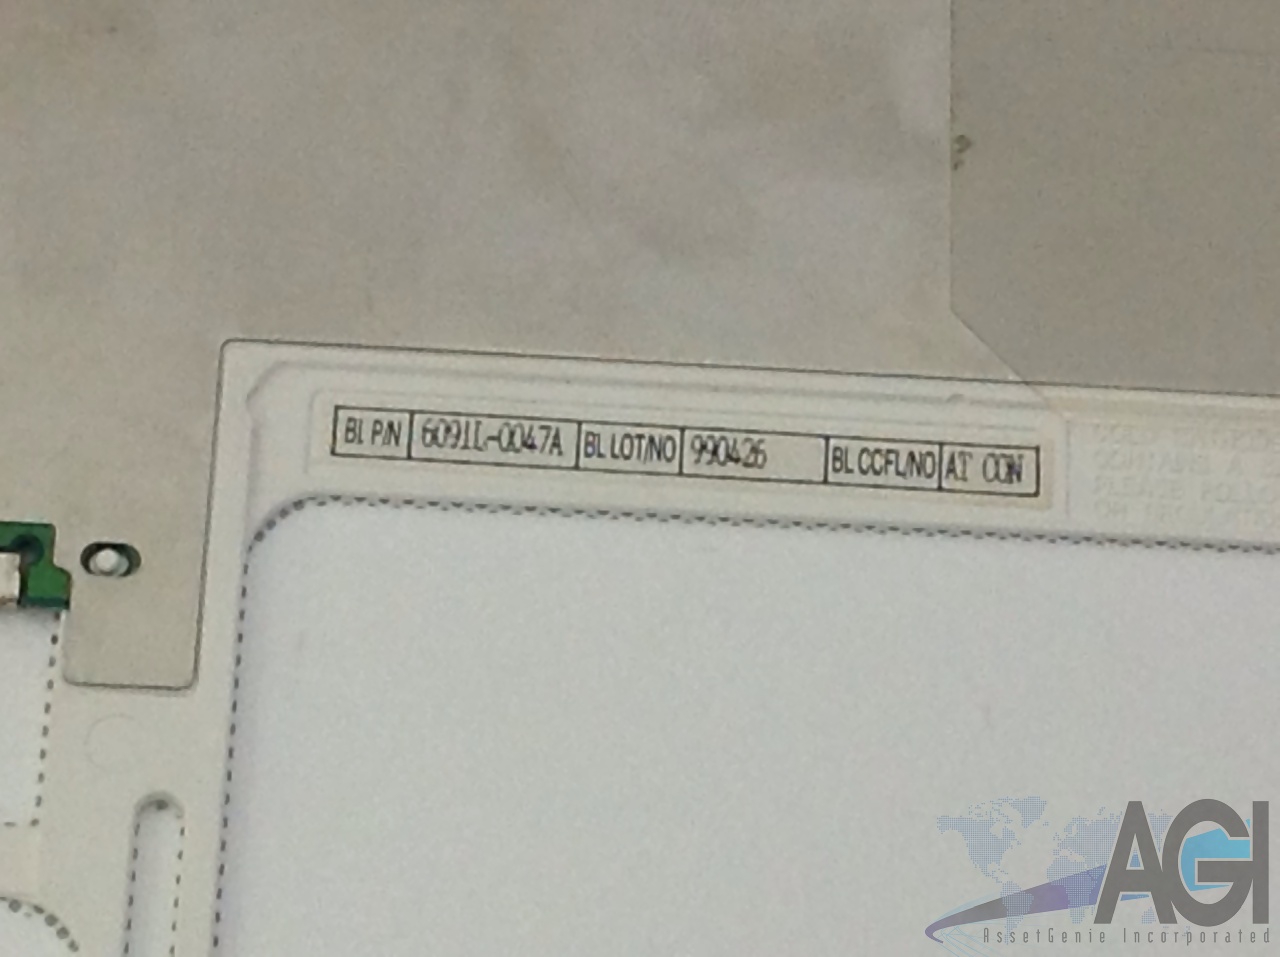 BL P/N 6091L-0047A BL LOT/NO 990426 BL CCFL/NO AT CON
AGI
AssetGenie Incorporated